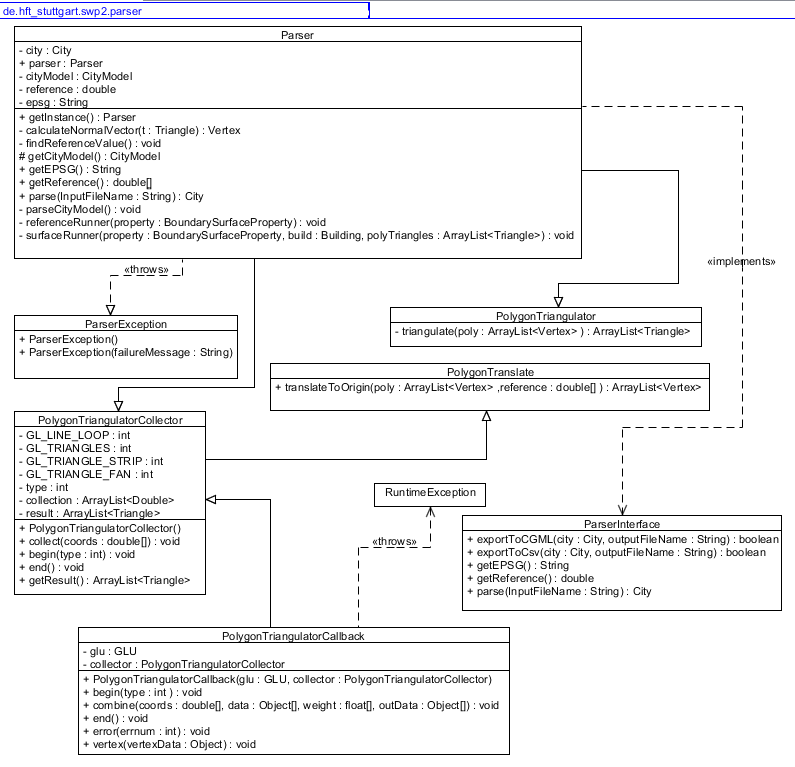 de.hft_stuttgart.swp2.parser
Parser
- city : City
+ parser : Parser
- cityModel : CityModel
- reference : double
- epsg : String
+ getInstance() : Parser
- calculateNormalVector(t : Triangle) : Vertex
- findReferenceValue() : void
# getCityModel() : CityModel
+ getEPSG() : String
+ getReference() : double[]
+ parse(InputFileName : String) : City
- parseCityModel() : void
- referenceRunner(property : BoundarySurfaceProperty) : void
- surfaceRunner(property : BoundarySurfaceProperty, build : Building, polyTriangles : ArrayList<Triangle>) : void
«throws»
«implements»
ParserException
+ ParserException()
+ ParserException(failureMessage : String)
PolygonTriangulator
- triangulate(poly : ArrayList<Vertex> ) : ArrayList<Triangle>
PolygonTranslate
+ translateToOrigin(poly : ArrayList<Vertex> ,reference : double[] ) : ArrayList<Vertex>
PolygonTriangulatorCollector
- GL_LINE_LOOP : int
- GL_TRIANGLES : int
- GL_TRIANGLE_STRIP : int
- GL_TRIANGLE_FAN : int
- type : int
- collection : ArrayList<Double>
- result : ArrayList<Triangle>
+ PolygonTriangulatorCollector()
+ collect(coords : double[]) : void
+ begin(type : int) : void
+ end() : void
+ getResult() : ArrayList<Triangle>
RuntimeException
«throws»
ParserInterface
+ exportToCGML(city : City, outputFileName : String) : boolean
+ exportToCsv(city : City, outputFileName : String) : boolean
+ getEPSG() : String
+ getReference() : double
+ parse(InputFileName : String) : City
PolygonTriangulatorCallback
- glu : GLU
- collector : PolygonTriangulatorCollector
+ PolygonTriangulatorCallback(glu : GLU, collector : PolygonTriangulatorCollector)
+ begin(type : int ) : void
+ combine(coords : double[], data : Object[], weight : float[], outData : Object[]) : void
+ end() : void
+ error(errnum : int) : void
+ vertex(vertexData : Object) : void